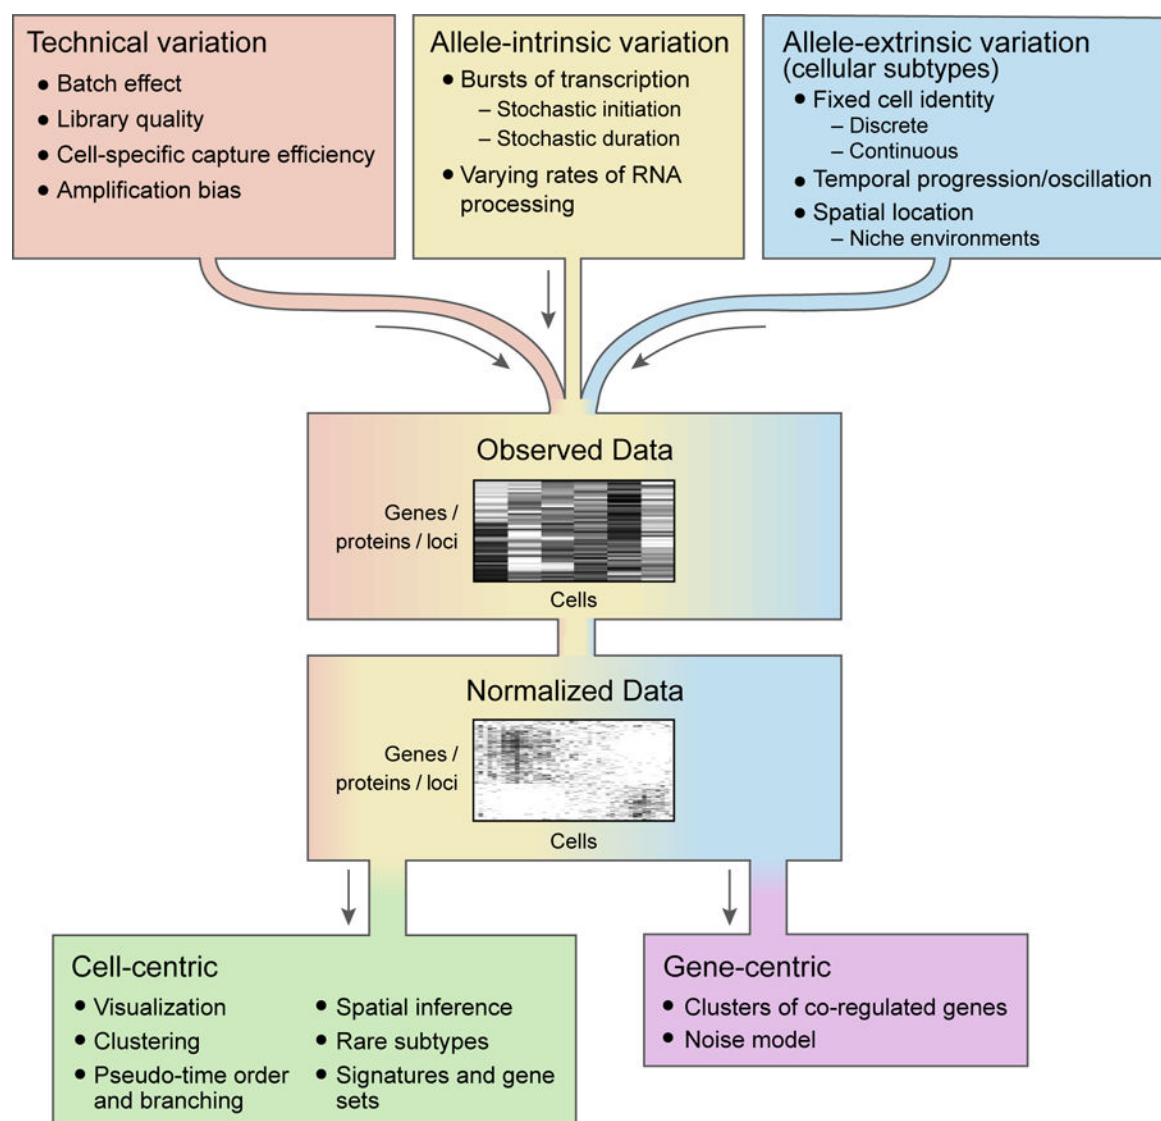 Technical variation
● Batch effect
● Library quality
● Cell-specific capture efficiency
● Amplification bias
Allele-intrinsic variation
● Bursts of transcription
– Stochastic initiation
– Stochastic duration
● Varying rates of RNA
processing
Allele-extrinsic variation
(cellular subtypes)
● Fixed cell identity
– Discrete
– Continuous
● Temporal progression/oscillation
● Spatial location
– Niche environments
Observed Data
Genes /
proteins / loci
Cells
Normalized Data
Genes /
proteins / loci
Cells
Cell-centric
● Visualization
● Clustering
● Pseudo-time order
and branching
● Spatial inference
● Rare subtypes
● Signatures and gene
sets
Gene-centric
● Clusters of co-regulated genes
● Noise model